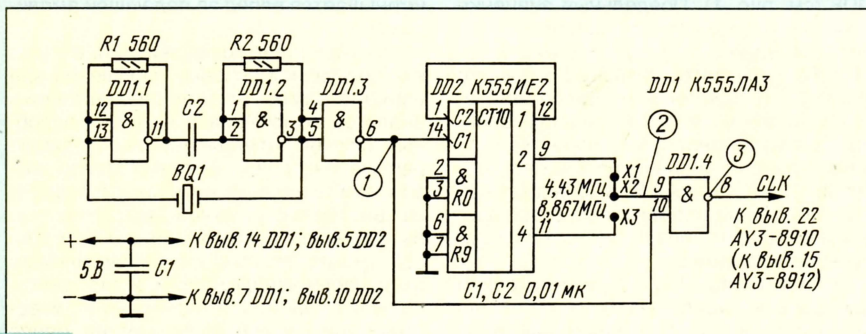 R1 560
R2 560
DD1.1
DD1.2
DD1.3
DD2 К555ИЕ2
DD1 К555ЛА3
12
13
&
11
C2
1
2
&
3
4
5
&
6
1
14
C2
C1
CT10
1
12
2
9
2
3
&
R0
6
7
&
R9
4
11
X1
X2
X3
4,43 МГц
8,867 МГц
1
2
3
DD1.4
9
10
&
8
CLK
К выв. 22
AY3-8910
(к выв. 15
AY3-8912)
BQ1
+
К выв. 14 DD1; выв. 5 DD2
5 В
C1
−
К выв. 7 DD1; выв. 10 DD2
C1, C2 0,01 мк